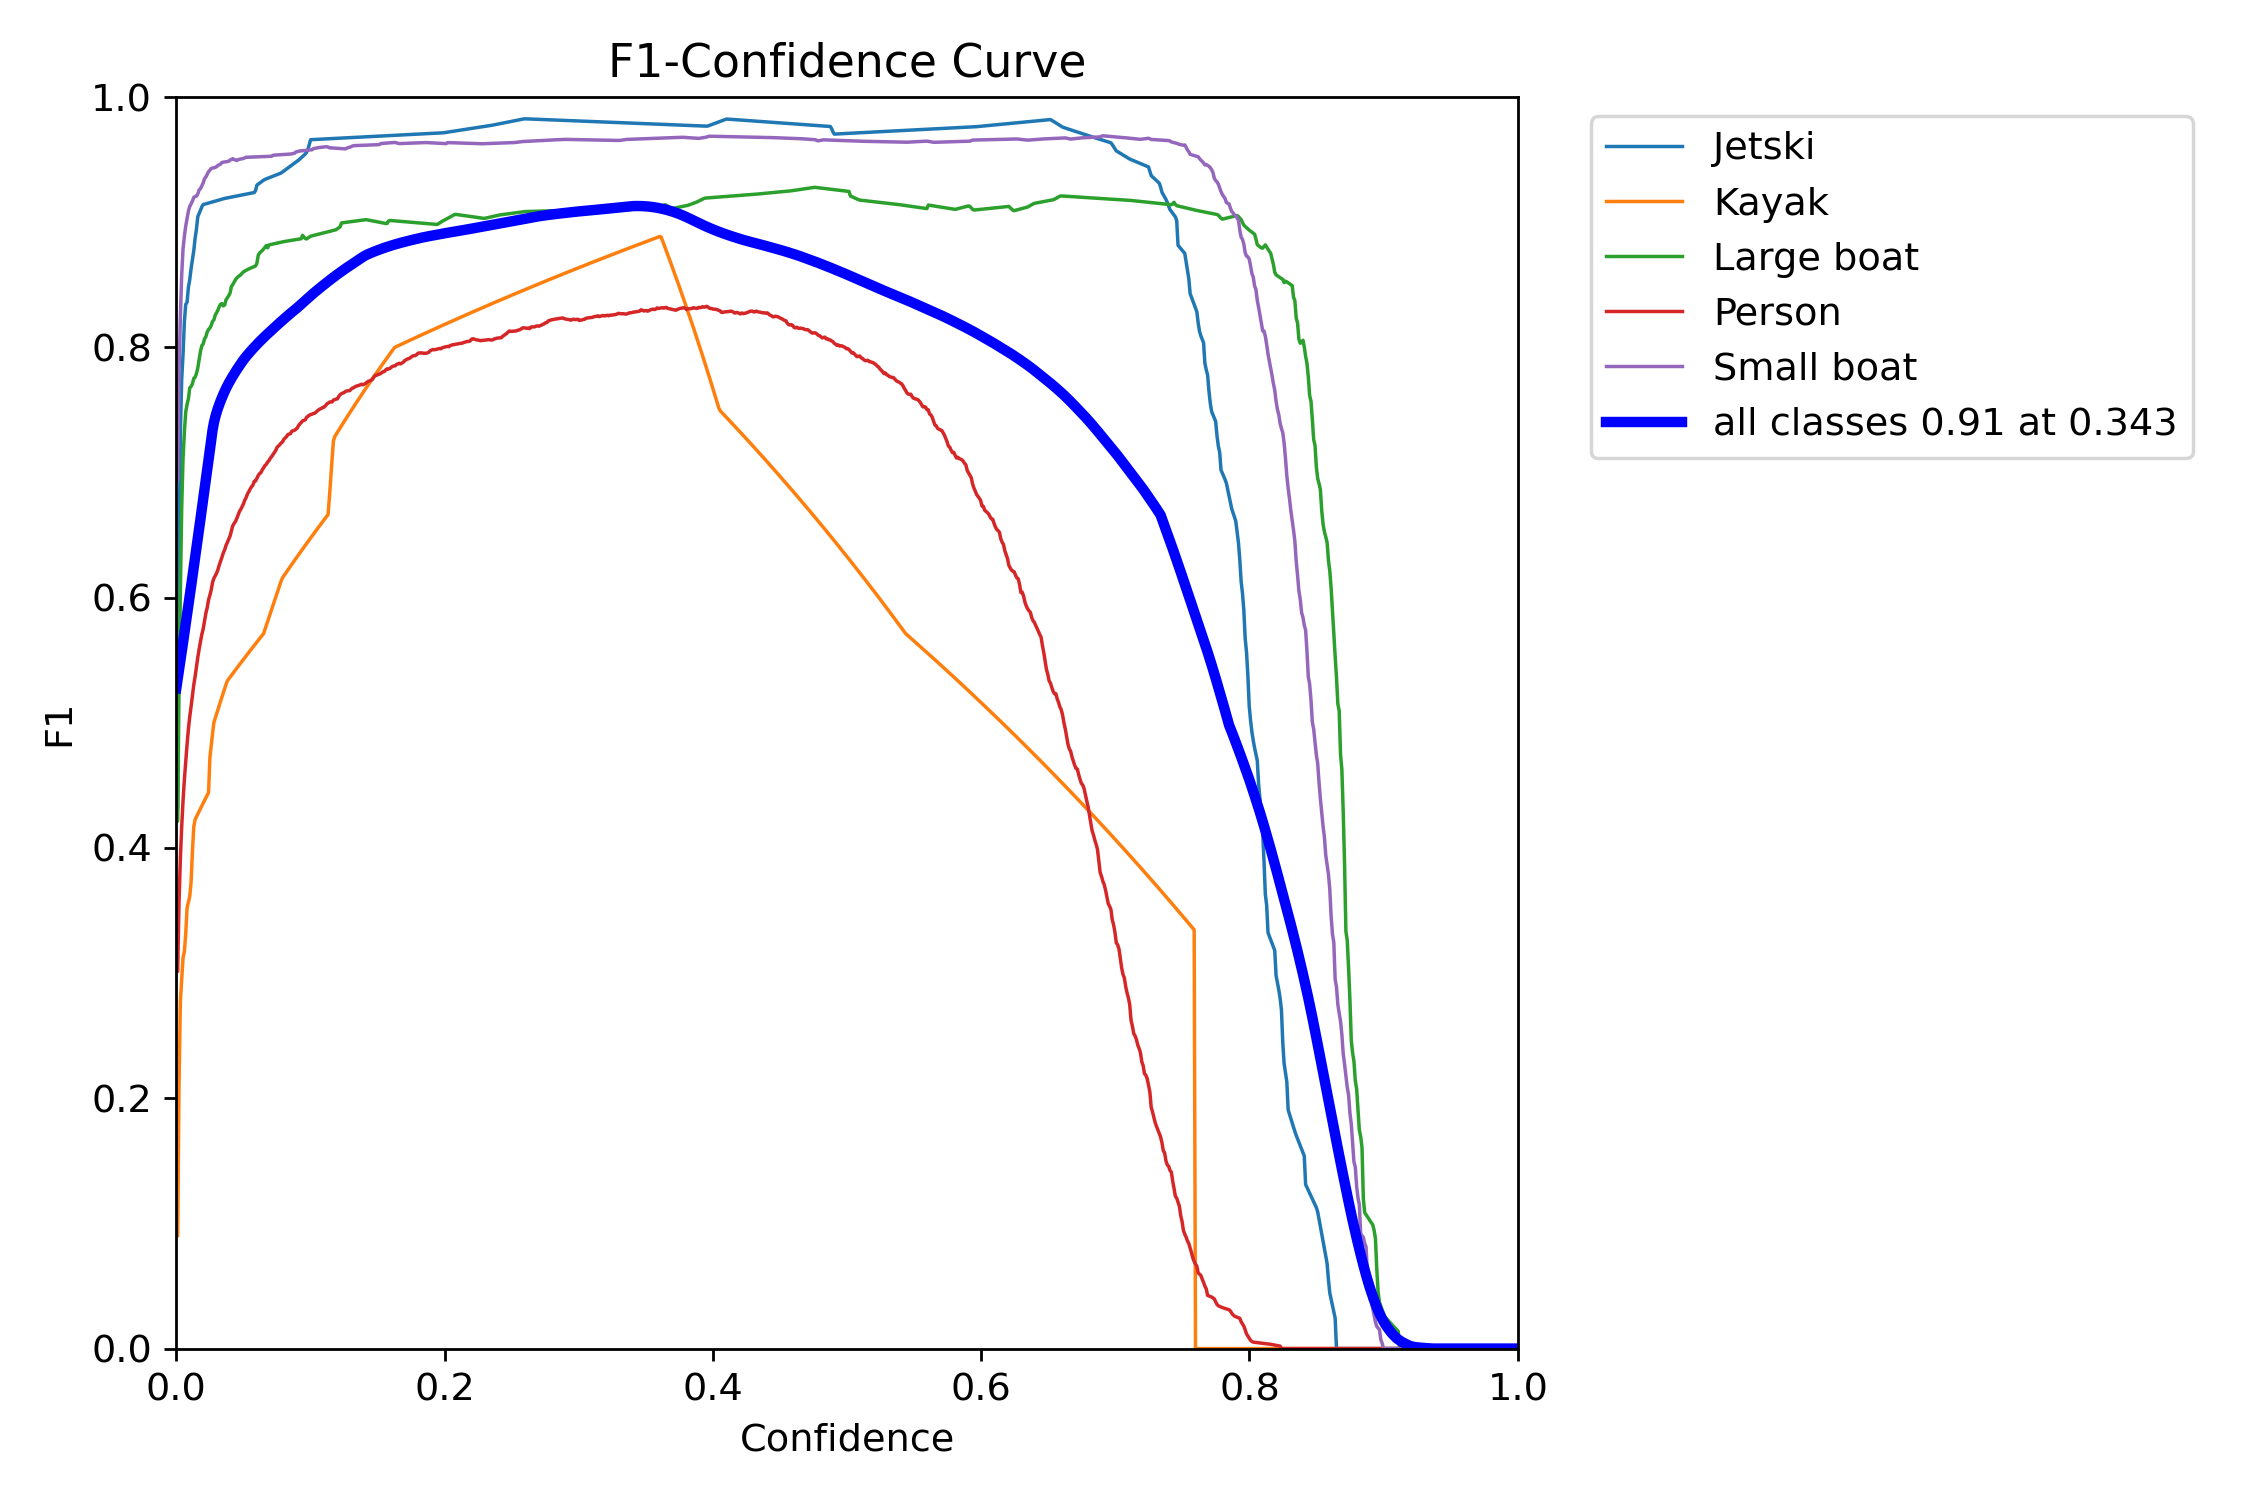 F1-Confidence Curve
1.0
0.8
0.6
0.4
0.2
0.0
F1
0.0 0.2 0.4 0.6 0.8 1.0
Confidence
Jetski
Kayak
Large boat
Person
Small boat
all classes 0.91 at 0.343